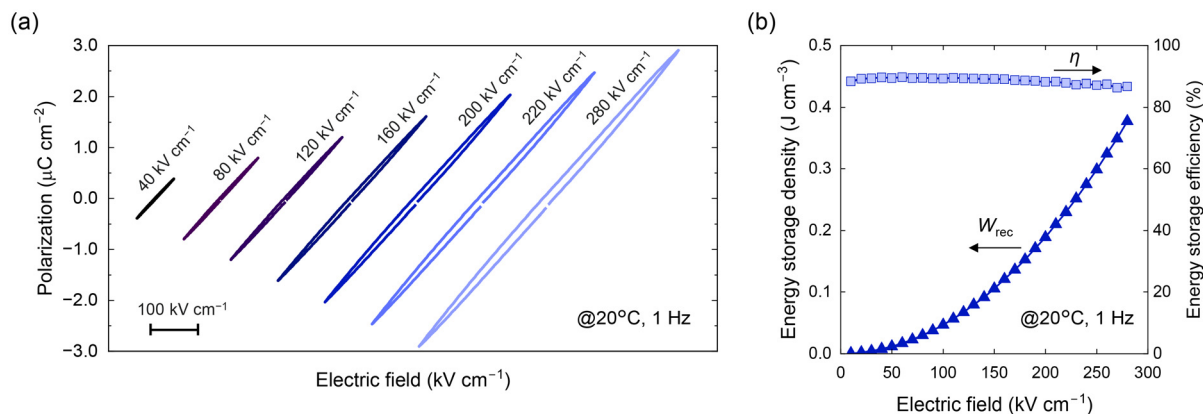 (a)
3.0
2.0
1.0
0.0
−1.0
−2.0
−3.0
Polarization (μC cm⁻²)
40 kV cm⁻¹
80 kV cm⁻¹
120 kV cm⁻¹
160 kV cm⁻¹
200 kV cm⁻¹
220 kV cm⁻¹
280 kV cm⁻¹
100 kV cm⁻¹
@20°C, 1 Hz
Electric field (kV cm⁻¹)
(b)
0.5
0.4
0.3
0.2
0.1
0.0
Energy storage density (J cm⁻³)
η
W_rec
@20°C, 1 Hz
100
80
60
40
20
0
Energy storage efficiency (%)
0 50 100 150 200 250 300
Electric field (kV cm⁻¹)